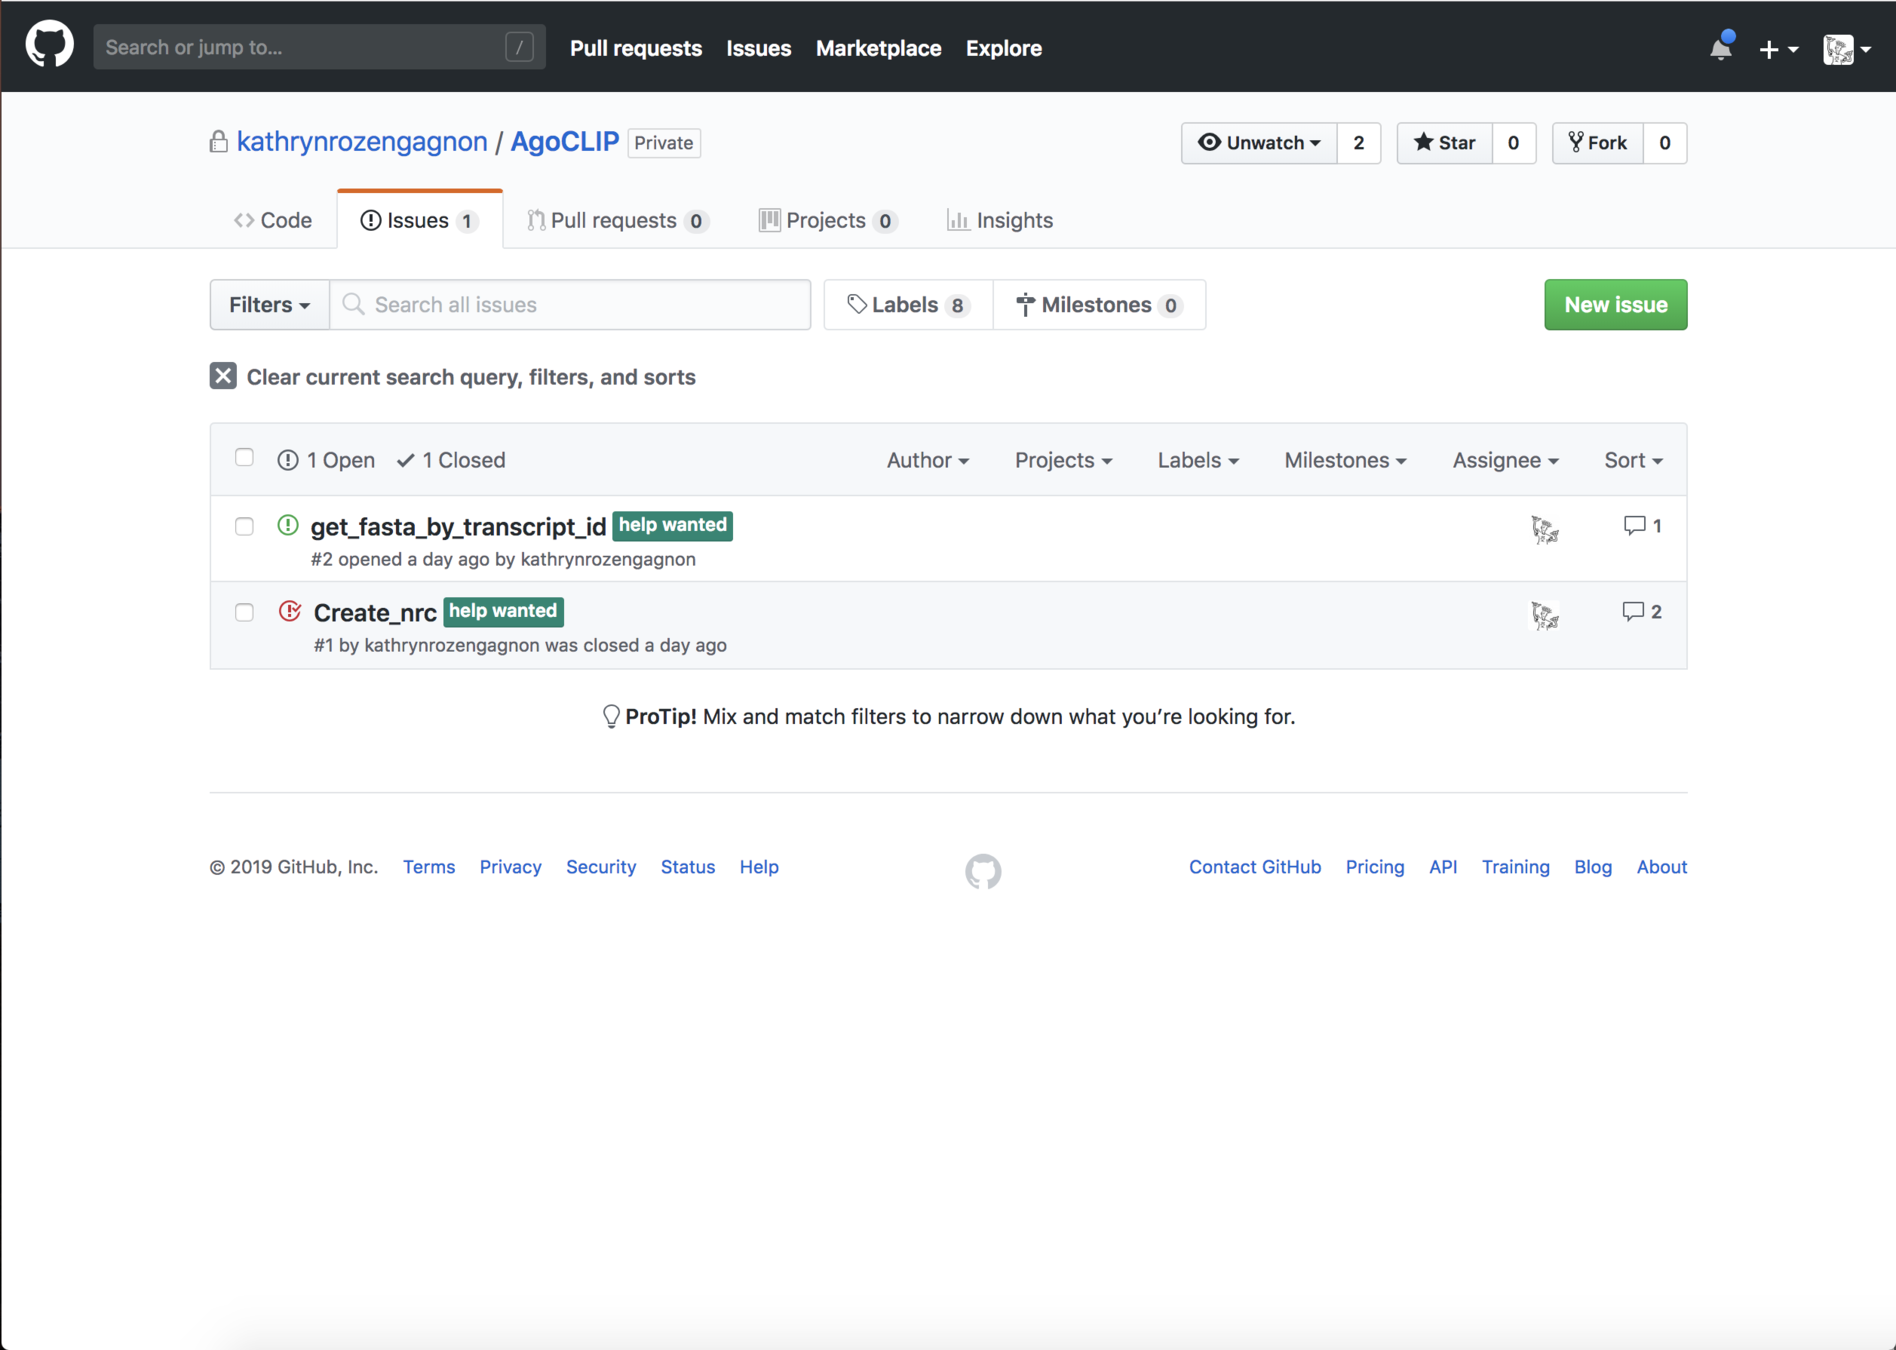 Search or jump to... / Pull requests Issues Marketplace Explore
kathrynrozengagnon / AgoCLIP Private Unwatch 2 Star 0 Fork 0
Code Issues 1 Pull requests 0 Projects 0 Insights
Filters Search all issues Labels 8 Milestones 0 New issue
Clear current search query, filters, and sorts
1 Open 1 Closed Author Projects Labels Milestones Assignee Sort
get_fasta_by_transcript_id help wanted 1
#2 opened a day ago by kathrynrozengagnon
Create_nrc help wanted 2
#1 by kathrynrozengagnon was closed a day ago
ProTip! Mix and match filters to narrow down what you’re looking for.
© 2019 GitHub, Inc. Terms Privacy Security Status Help Contact GitHub Pricing API Training Blog About